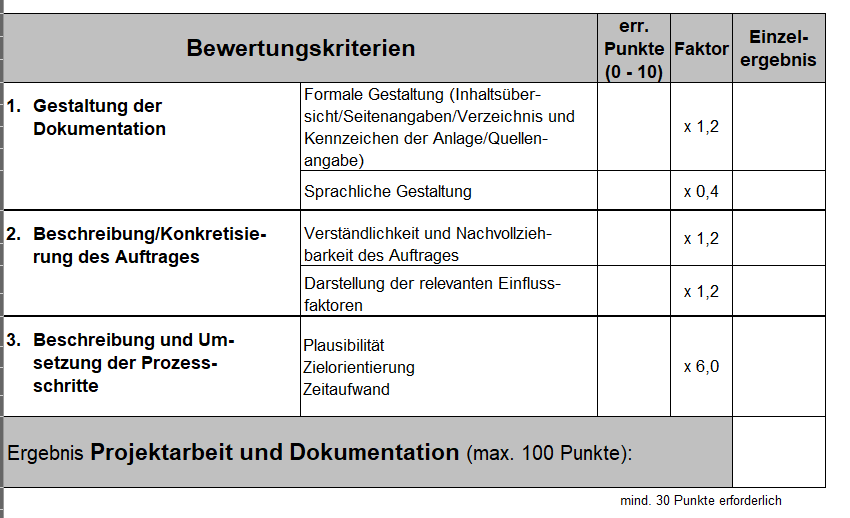 Bewertungskriterien
err.
Punkte
(0 - 10)
Faktor
Einzel-
ergebnis
1. Gestaltung der
Dokumentation
Formale Gestaltung (Inhaltsüber-
sicht/Seitenangaben/Verzeichnis und
Kennzeichen der Anlage/Quellen-
angabe)
x 1,2
Sprachliche Gestaltung
x 0,4
2. Beschreibung/Konkretisie-
rung des Auftrages
Verständlichkeit und Nachvollzieh-
barkeit des Auftrages
x 1,2
Darstellung der relevanten Einfluss-
faktoren
x 1,2
3. Beschreibung und Um-
setzung der Prozess-
schritte
Plausibilität
Zielorientierung
Zeitaufwand
x 6,0
Ergebnis Projektarbeit und Dokumentation (max. 100 Punkte):
mind. 30 Punkte erforderlich